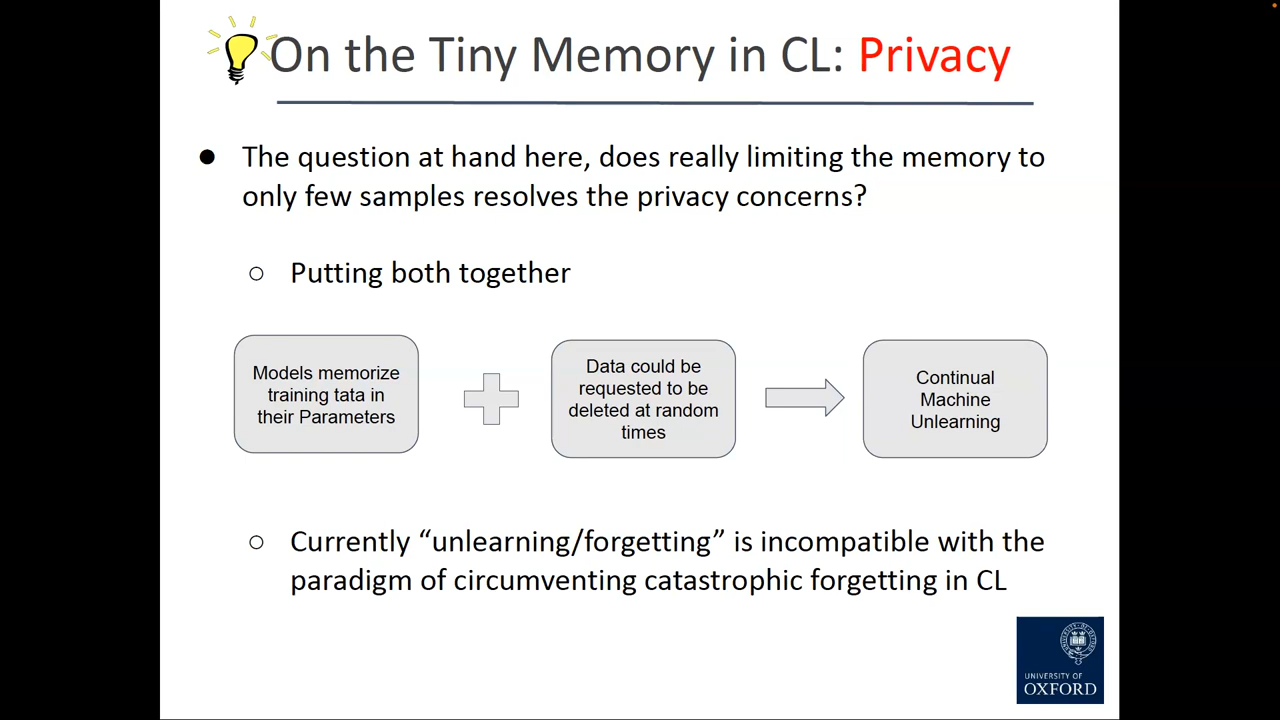 On the Tiny Memory in CL: Privacy
● The question at hand here, does really limiting the memory to
only few samples resolves the privacy concerns?
○ Putting both together
Models memorize
training tata in
their Parameters
Data could be
requested to be
deleted at random
times
Continual
Machine
Unlearning
○ Currently “unlearning/forgetting” is incompatible with the
paradigm of circumventing catastrophic forgetting in CL
UNIVERSITY OF
OXFORD